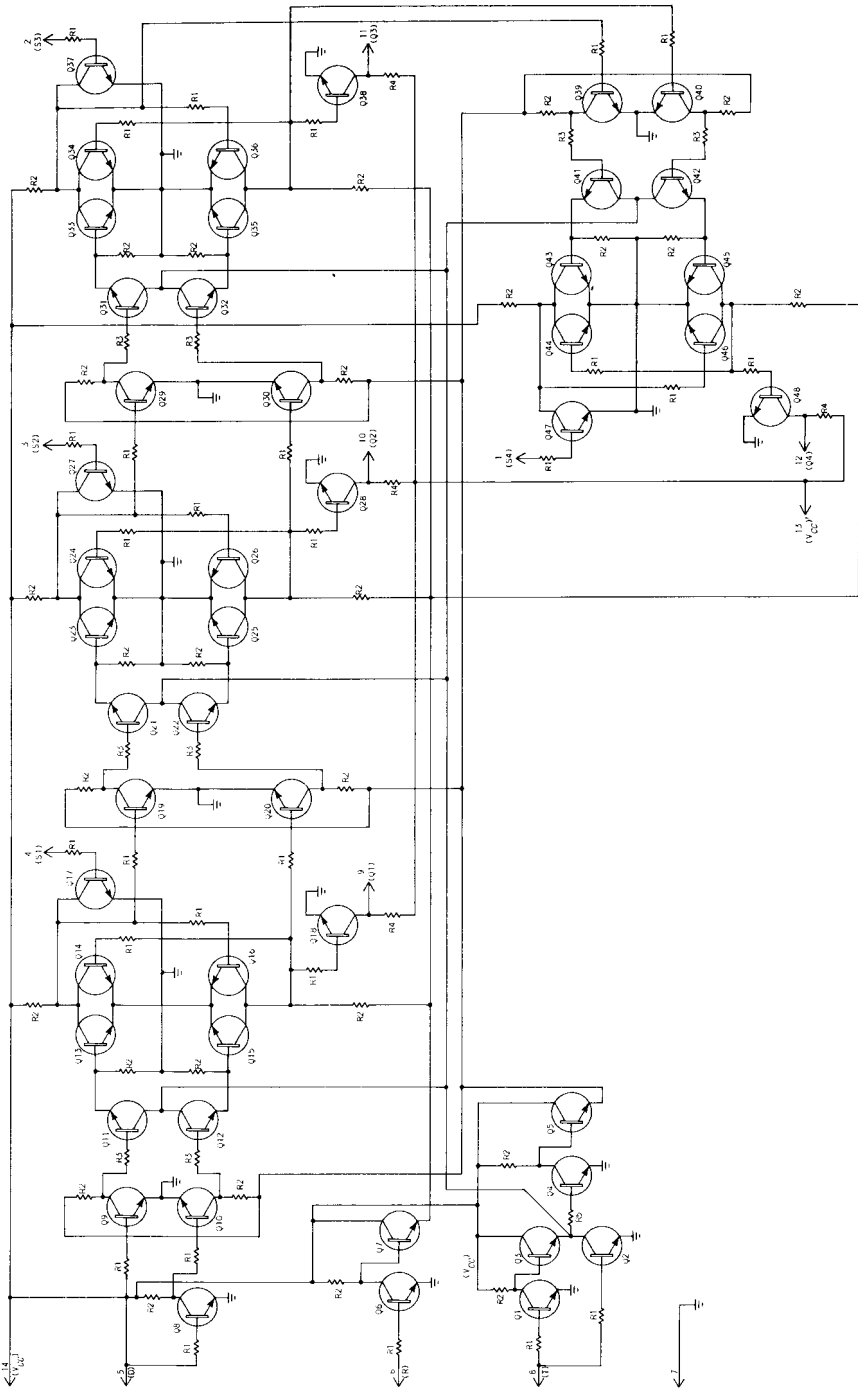 14
(VCC)
5
(D)
6
(R)
8
(T)
7
R1
Q8
R2
R1
R1
Q9
Q10
R2
R2
R3
R3
Q11
Q12
R2
R2
Q13
Q14
Q15
Q16
R2
R2
R1
R1
Q17
R1
4
(S1)
R1
Q18
R4
9
(Q1)
R1
R1
Q19
Q20
R2
R2
R3
R3
Q21
Q22
R2
R2
Q23
Q24
Q25
Q26
R2
R2
R1
R1
Q27
R1
3
(S2)
R1
Q28
R4
10
(Q2)
R1
R1
Q29
Q30
R2
R2
R3
R3
Q31
Q32
R2
R2
Q33
Q34
Q35
Q36
R2
R2
R1
R1
Q37
R1
2
(S3)
R1
Q38
R4
11
(Q3)
R1
Q6
R2
Q7
(VCC)
R1
R1
Q1
R2
Q3
Q2
R5
Q4
R2
Q5
R1
R1
Q39
Q40
R2
R2
R3
R3
Q41
Q42
R2
R2
Q43
Q44
Q45
Q46
R2
R2
R1
R1
Q47
R1
1
(S4)
R1
Q48
R4
12
(Q4)
13
(VCC)'